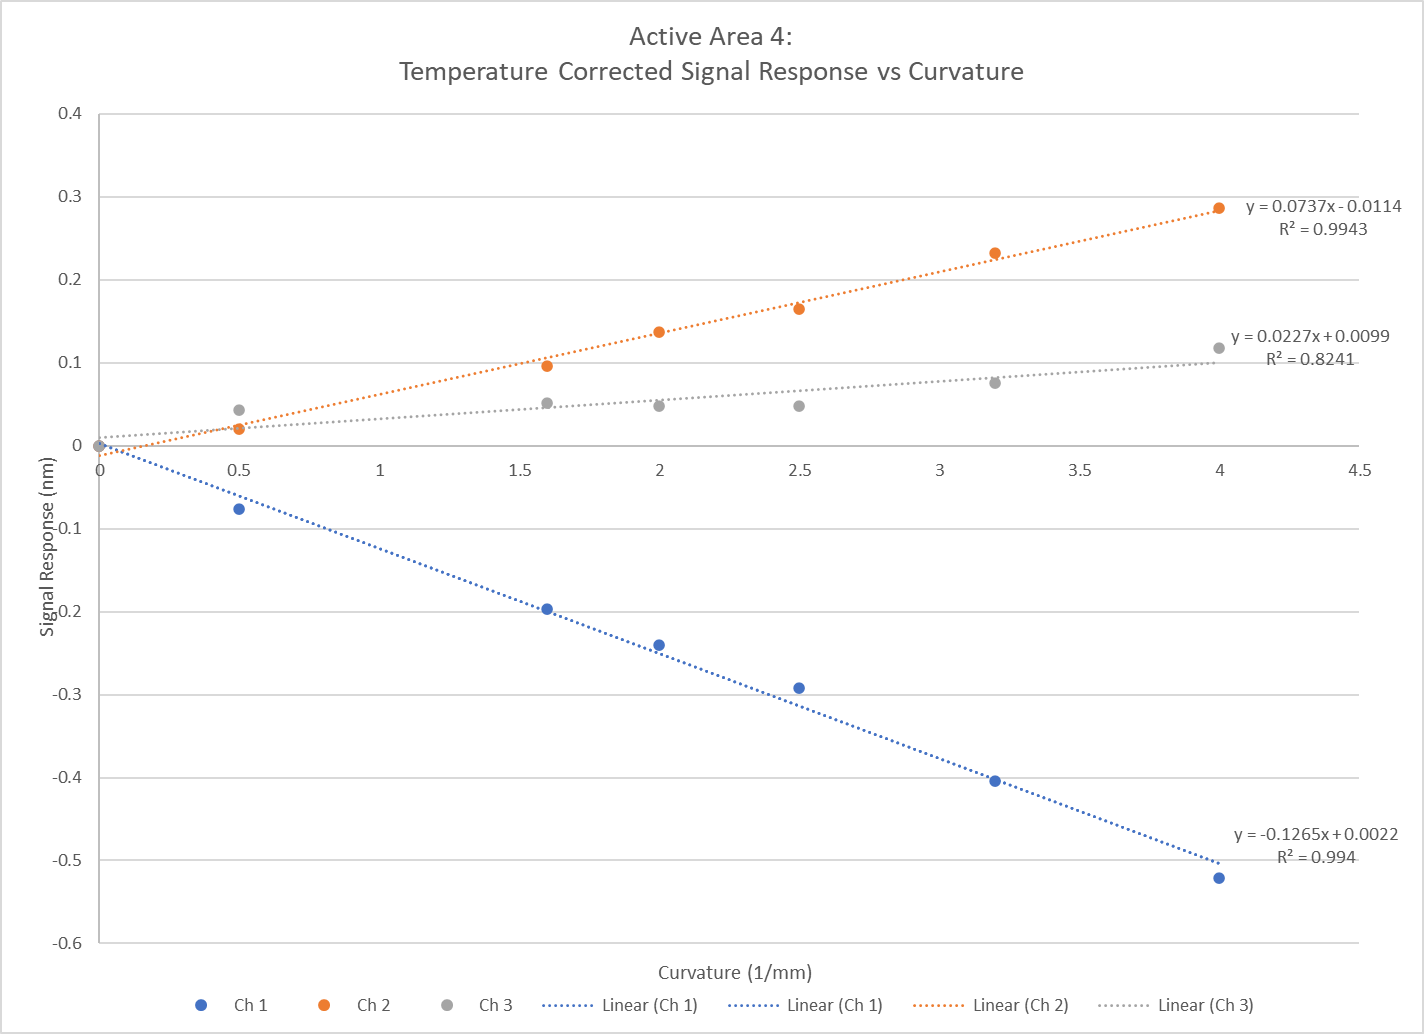 Active Area 4:
Temperature Corrected Signal Response vs Curvature
0.4
0.3
0.2
0.1
0
-0.1
-0.2
-0.3
-0.4
-0.5
-0.6
Signal Response (nm)
0 0.5 1 1.5 2 2.5 3 3.5 4 4.5
y = 0.0737x - 0.0114
R² = 0.9943
y = 0.0227x + 0.0099
R² = 0.8241
y = -0.1265x + 0.0022
R² = 0.994
Curvature (1/mm)
Ch 1 Ch 2 Ch 3 Linear (Ch 1) Linear (Ch 1) Linear (Ch 2) Linear (Ch 3)